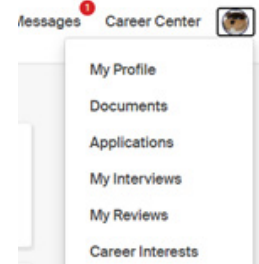 1
Messages Career Center
My Profile
Documents
Applications
My Interviews
My Reviews
Career Interests